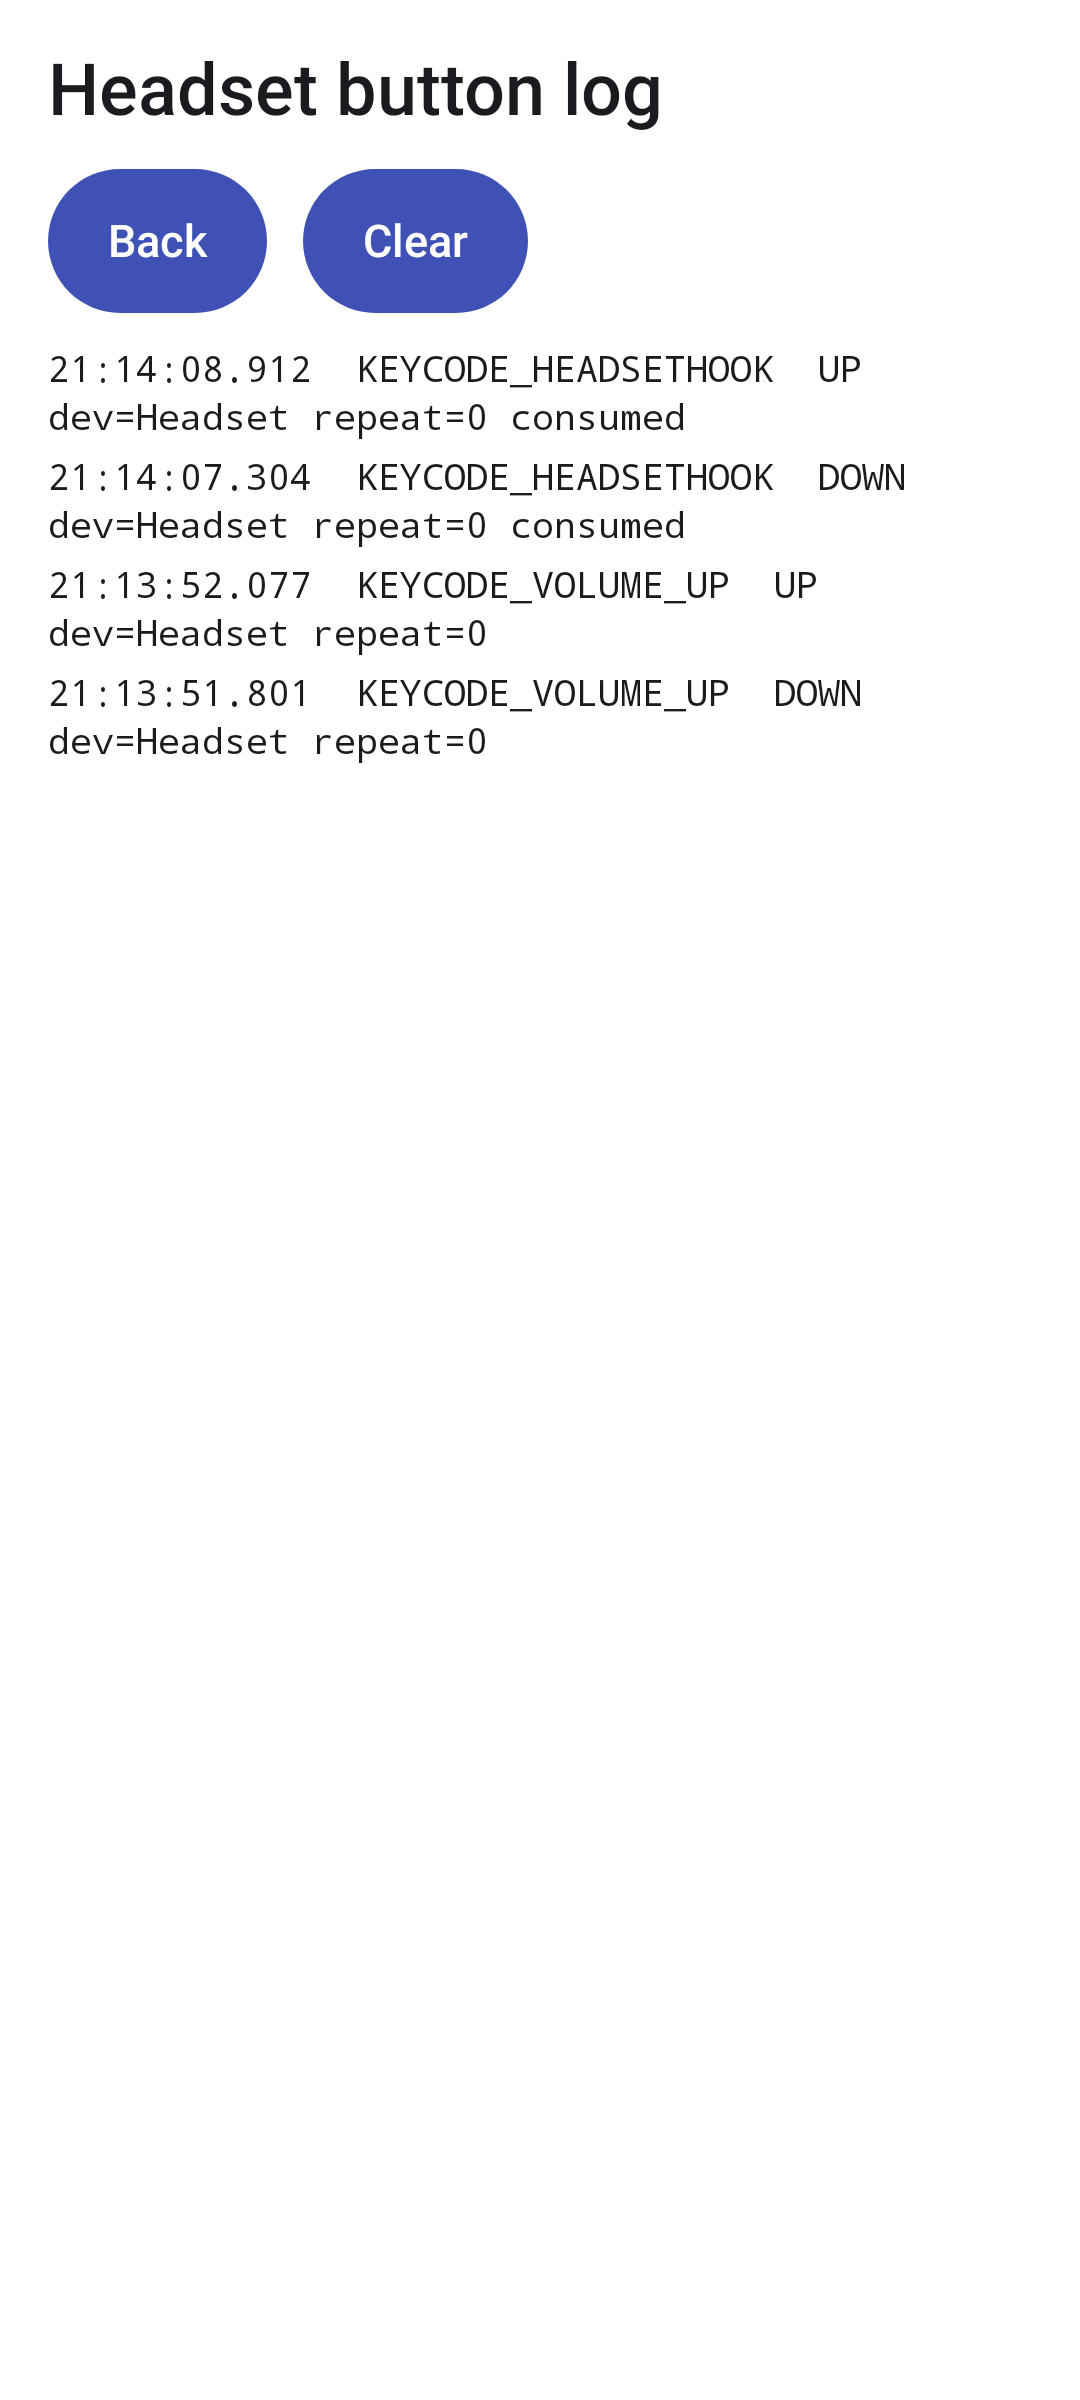 Headset button log
Back
Clear
21:14:08.912  KEYCODE_HEADSETHOOK  UP
dev=Headset repeat=0 consumed
21:14:07.304  KEYCODE_HEADSETHOOK  DOWN
dev=Headset repeat=0 consumed
21:13:52.077  KEYCODE_VOLUME_UP  UP
dev=Headset repeat=0
21:13:51.801  KEYCODE_VOLUME_UP  DOWN
dev=Headset repeat=0